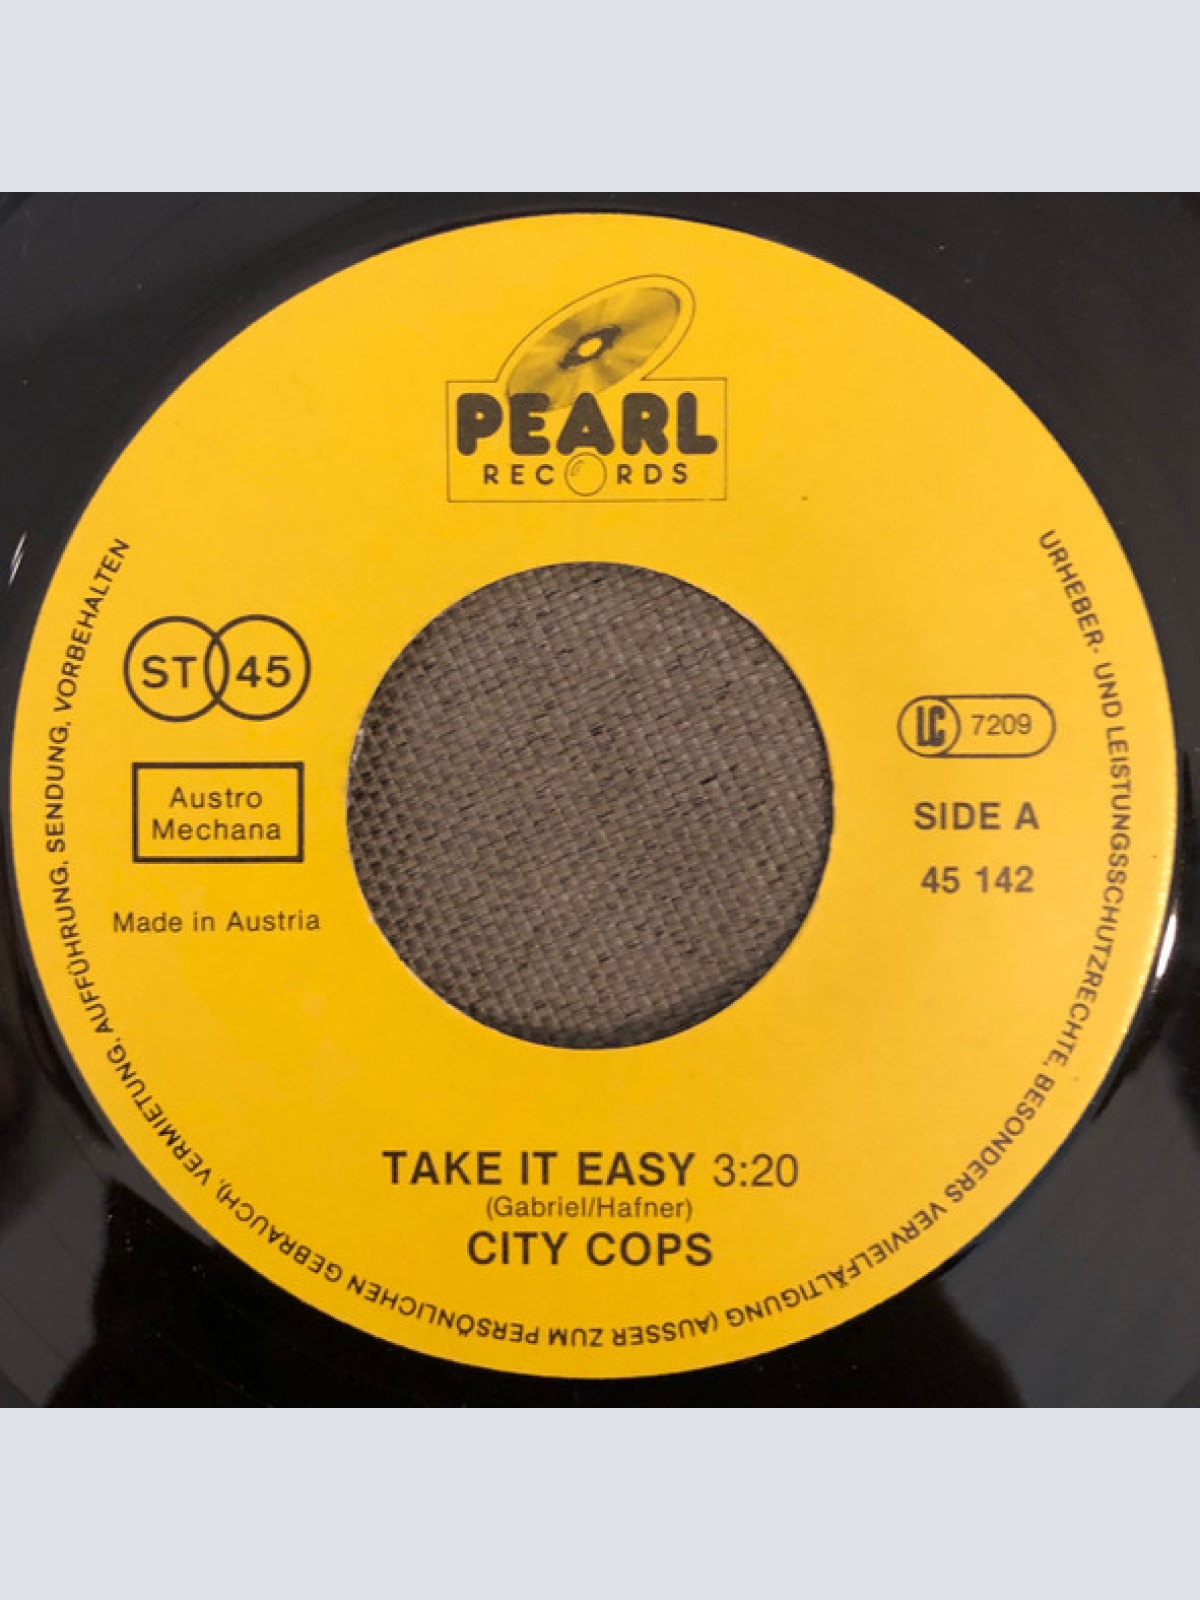 PEARL
RECORDS
ST 45
Austro
Mechana
Made in Austria
LC 7209
SIDE A
45 142
TAKE IT EASY 3:20
(Gabriel/Hafner)
CITY COPS
URHEBER- UND LEISTUNGSSCHUTZRECHTE, BESONDERS VERVIELFÄLTIGUNG (AUSSER ZUM PERSÖNLICHEN GEBRAUCH), VERMIETUNG, AUFFÜHRUNG, SENDUNG, VORBEHALTEN